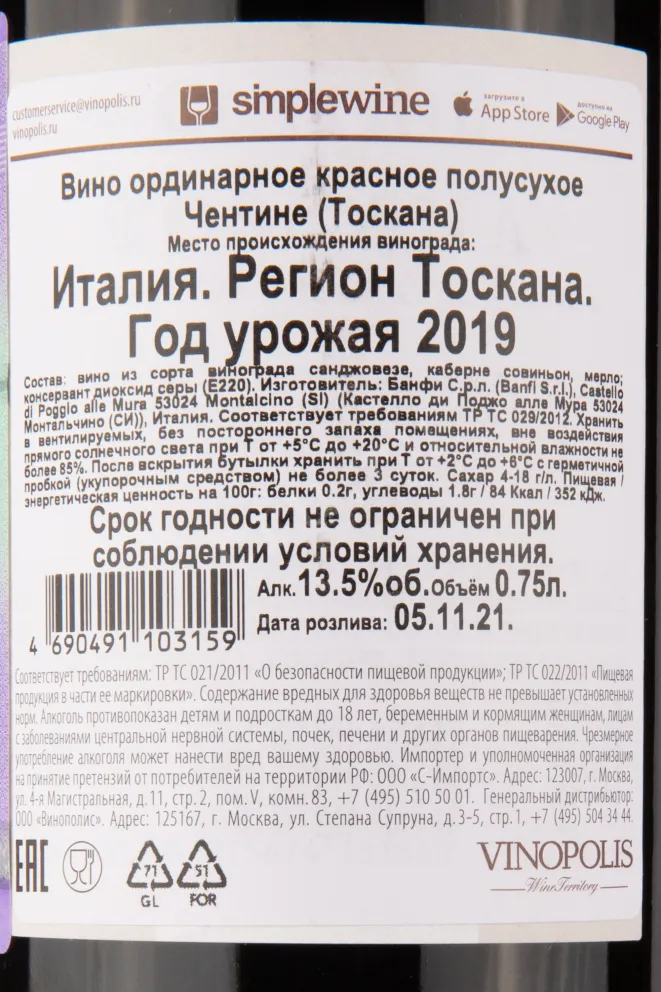 customerservice@vinopolis.ru
vinopolis.ru
simplewine
загрузите в
App Store
доступно на
Google Play
Вино ординарное красное полусухое
Чентине (Тоскана)
Место происхождения винограда:
Италия. Регион Тоскана.
Год урожая 2019
Состав: вино из сорта винограда санджовезе, каберне совиньон, мерло;
консервант диоксид серы (Е220). Изготовитель: Банфи С.р.л. (Banfi S.r.l.), Castello
di Poggio alle Mura 53024 Montalcino (SI) (Кастелло ди Поджо алле Мура 53024
Монтальчино (СИ)), Италия. Соответствует требованиям ТР ТС 029/2012. Хранить
в вентилируемых, без постороннего запаха помещениях, вне воздействия
прямого солнечного света при Т от +5°С до +20°С и относительной влажности не
более 85%. После вскрытия бутылки хранить при Т от +2°С до +6°С с герметичной
пробкой (укупорочным средством) не более 3 суток. Сахар 4-18 г/л. Пищевая /
энергетическая ценность на 100г: белки 0.2г, углеводы 1.8г / 84 Ккал / 352 кДж.
Срок годности не ограничен при
соблюдении условий хранения.
Алк. 13.5%об. Объём 0.75л.
Дата розлива: 05.11.21.
4 690491 103159
Соответствует требованиям: ТР ТС 021/2011 «О безопасности пищевой продукции»; ТР ТС 022/2011 «Пищевая
продукция в части ее маркировки». Содержание вредных для здоровья веществ не превышает установленных
норм. Алкоголь противопоказан детям и подросткам до 18 лет, беременным и кормящим женщинам, лицам
с заболеваниями центральной нервной системы, почек, печени и других органов пищеварения. Чрезмерное
употребление алкоголя может нанести вред вашему здоровью. Импортер и уполномоченная организация
на принятие претензий от потребителей на территории РФ: ООО «С-Импортс». Адрес: 123007, г. Москва,
ул. 4-я Магистральная, д. 11, стр. 2, пом. V, комн. 83, +7 (495) 510 50 01. Генеральный дистрибьютор:
ООО «Винополис». Адрес: 125167, г. Москва, ул. Степана Супруна, д. 3-5, стр.1, +7 (495) 504 34 44.
EAC
71
GL
51
FOR
VINOPOLIS
Wine Territory